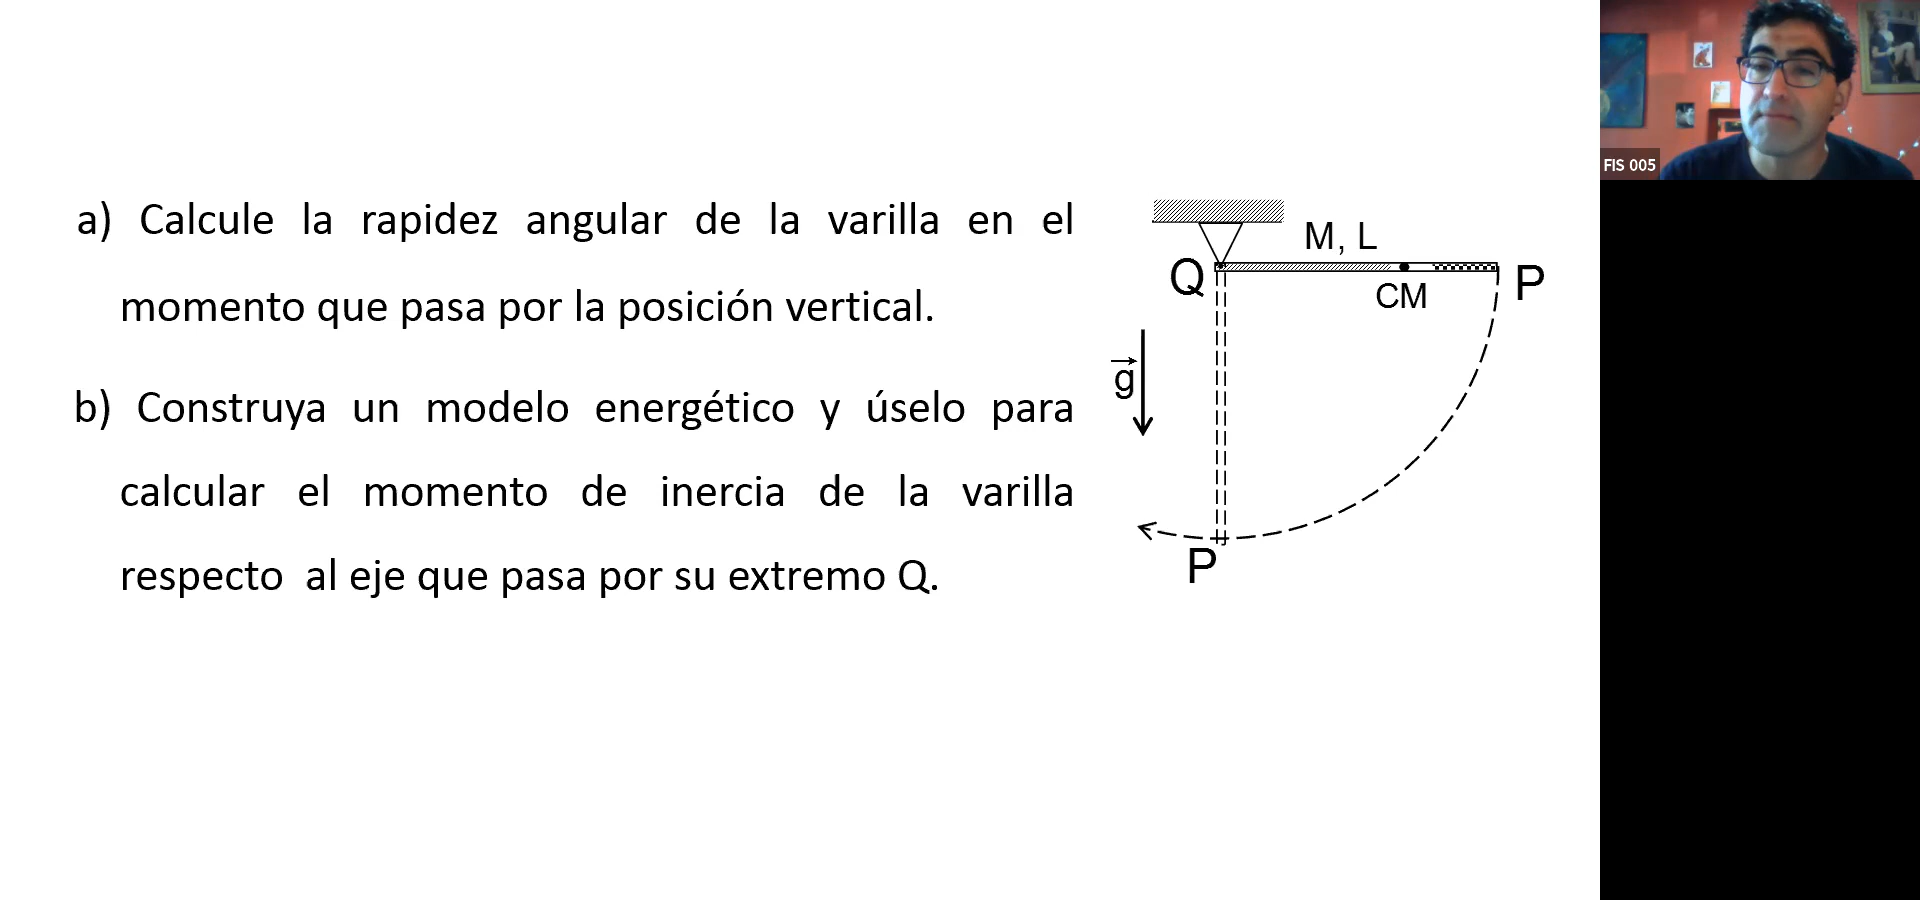 a) Calcule la rapidez angular de la varilla en el
momento que pasa por la posición vertical.
b) Construya un modelo energético y úselo para
calcular el momento de inercia de la varilla
respecto al eje que pasa por su extremo Q.
M, L
Q
P
CM
g
P
FIS 005